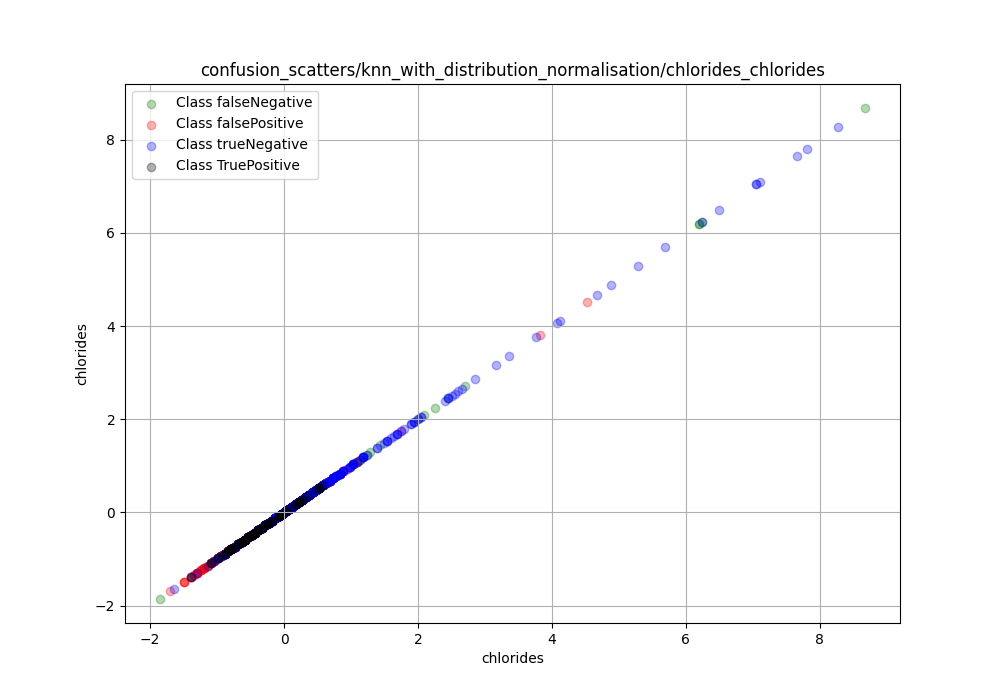 confusion_scatters/knn_with_distribution_normalisation/chlorides_chlorides
Class falseNegative
Class falsePositive
Class trueNegative
Class TruePositive
8
6
4
2
0
−2
chlorides
−2 0 2 4 6 8
chlorides